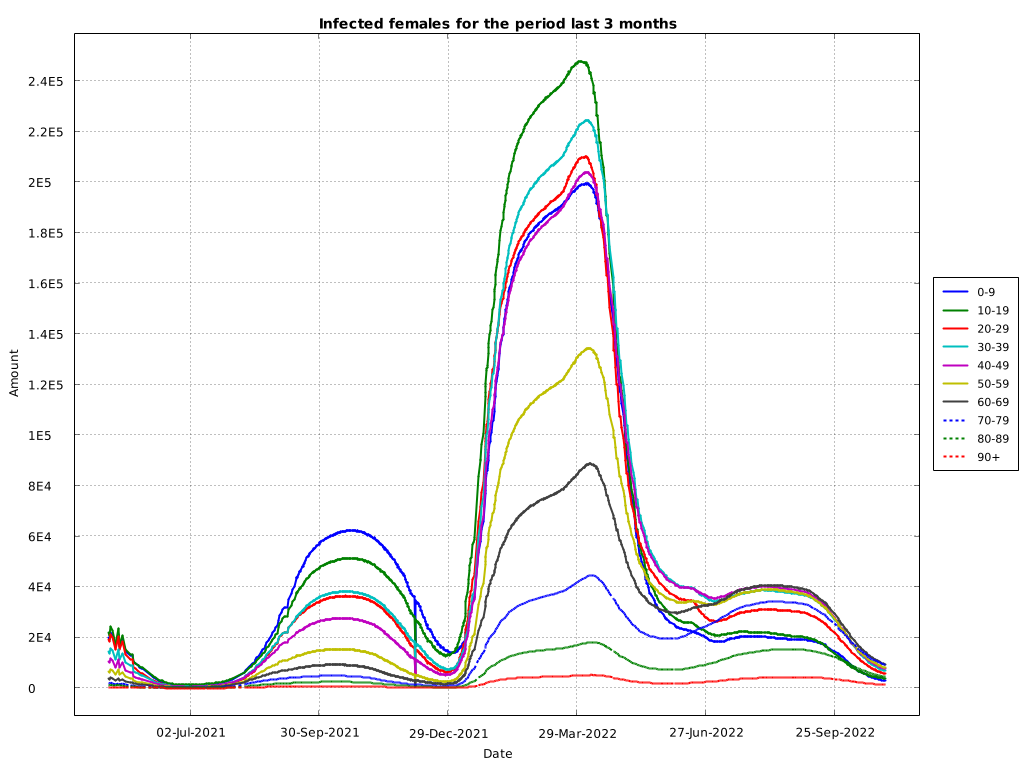 Infected females for the period last 3 months
2.4E5
2.2E5
2E5
1.8E5
1.6E5
1.4E5
1.2E5
1E5
8E4
6E4
4E4
2E4
0
Amount
02-Jul-2021
30-Sep-2021
29-Dec-2021
29-Mar-2022
27-Jun-2022
25-Sep-2022
Date
0-9
10-19
20-29
30-39
40-49
50-59
60-69
70-79
80-89
90+